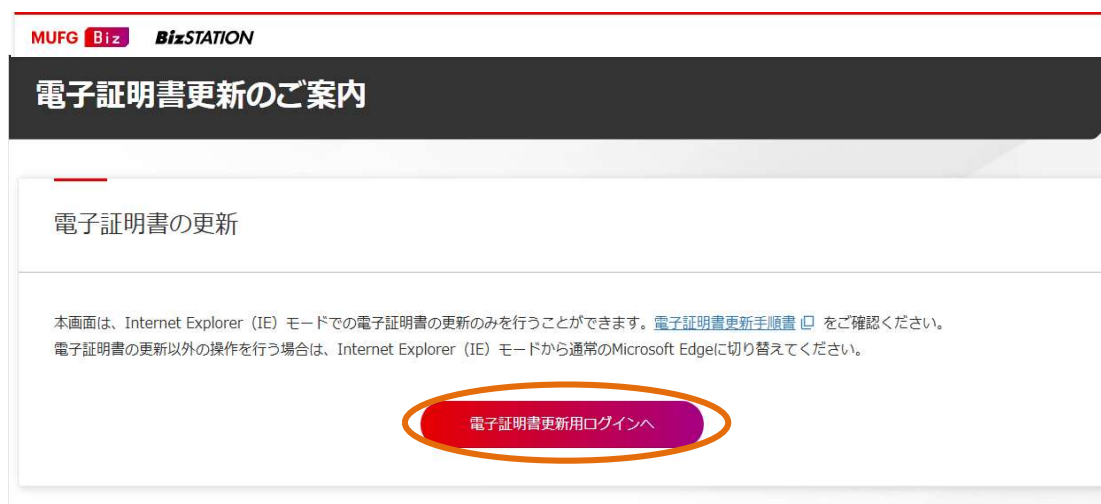 MUFG Biz BizSTATION
電子証明書更新のご案内
電子証明書の更新
本画面は、Internet Explorer（IE）モードでの電子証明書の更新のみを行うことができます。電子証明書更新手順書 をご確認ください。
電子証明書の更新以外の操作を行う場合は、Internet Explorer（IE）モードから通常のMicrosoft Edgeに切り替えてください。
電子証明書更新用ログインへ